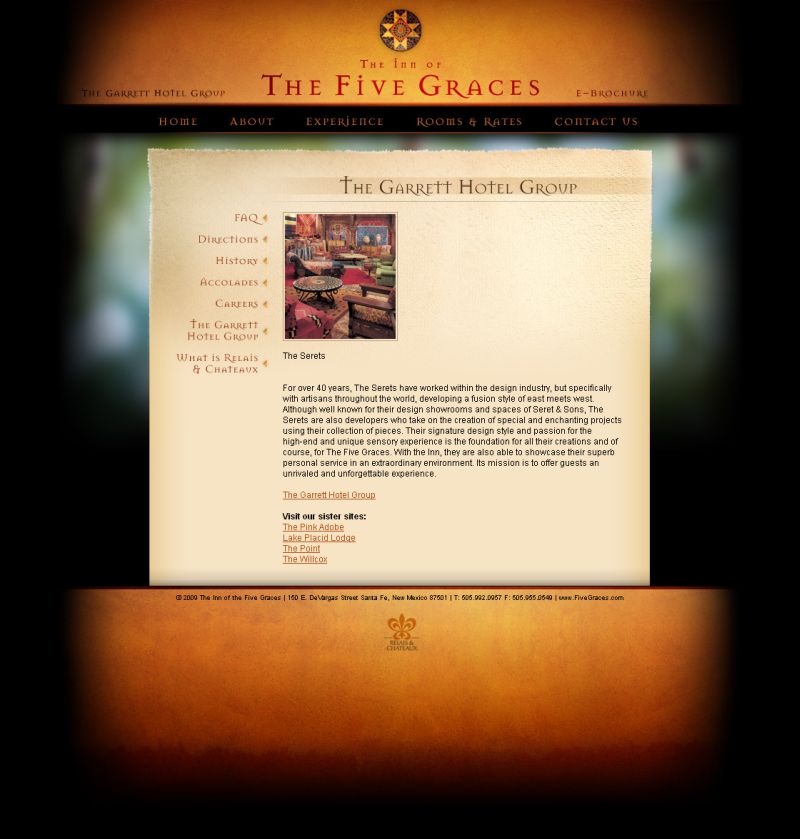 The Inn of
The Five Graces
The Garrett Hotel Group
E-Brochure
Home About Experience Rooms & Rates Contact Us
The Garrett Hotel Group
FAQ
Directions
History
Accolades
Careers
The Garrett
Hotel Group
What is Relais
& Chateaux
The Serets
For over 40 years, The Serets have worked within the design industry, but specifically
with artisans throughout the world, developing a fusion style of east meets west.
Although well known for their design showrooms and spaces of Seret & Sons, The
Serets are also developers who take on the creation of special and enchanting projects
using their collection of pieces. Their signature design style and passion for the
high-end and unique sensory experience is the foundation for all their creations and of
course, for The Five Graces. With the Inn, they are also able to showcase their superb
personal service in an extraordinary environment. Its mission is to offer guests an
unrivaled and unforgettable experience.
The Garrett Hotel Group
Visit our sister sites:
The Pink Adobe
Lake Placid Lodge
The Point
The Willcox
© 2009 The Inn of the Five Graces | 150 E. DeVargas Street Santa Fe, New Mexico 87501 | T: 505.992.0957 F: 505.955.0549 | www.FiveGraces.com
RELAIS &
CHATEAUX